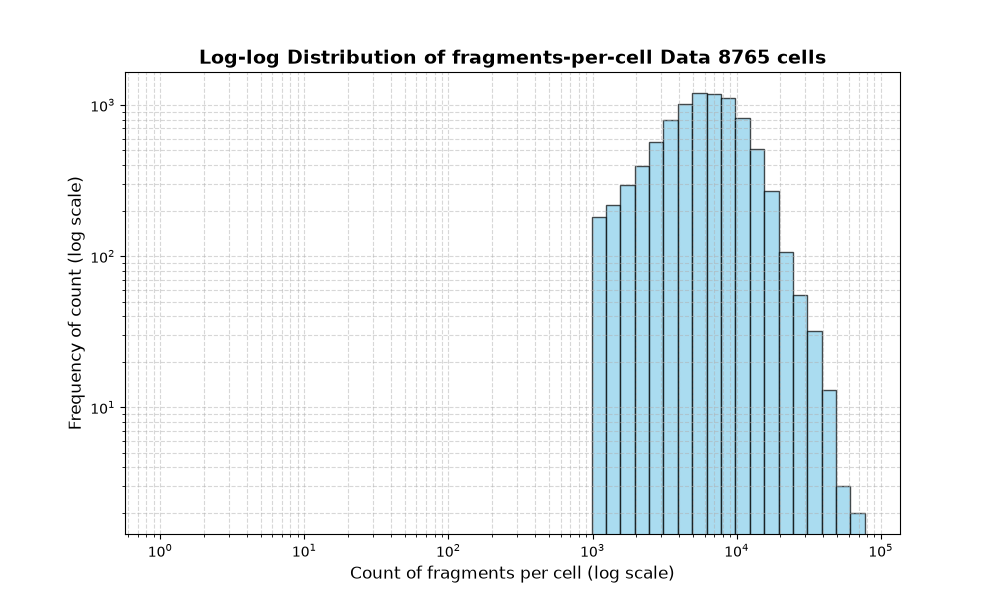 Log-log Distribution of fragments-per-cell Data 8765 cells
Frequency of count (log scale)
10³
10²
10¹
10⁰ 10¹ 10² 10³ 10⁴ 10⁵
Count of fragments per cell (log scale)